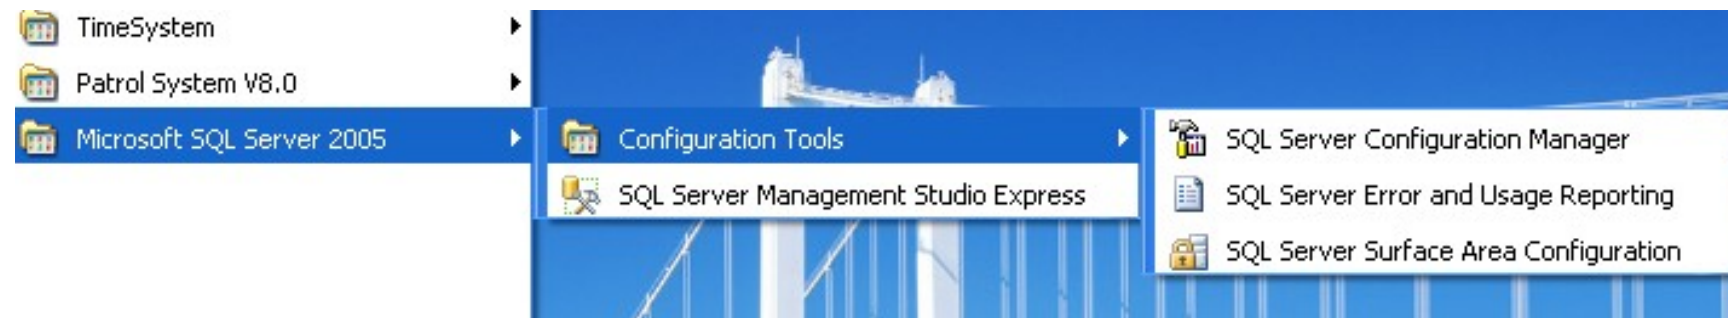 TimeSystem
Patrol System V8.0
Microsoft SQL Server 2005
Configuration Tools
SQL Server Management Studio Express
SQL Server Configuration Manager
SQL Server Error and Usage Reporting
SQL Server Surface Area Configuration